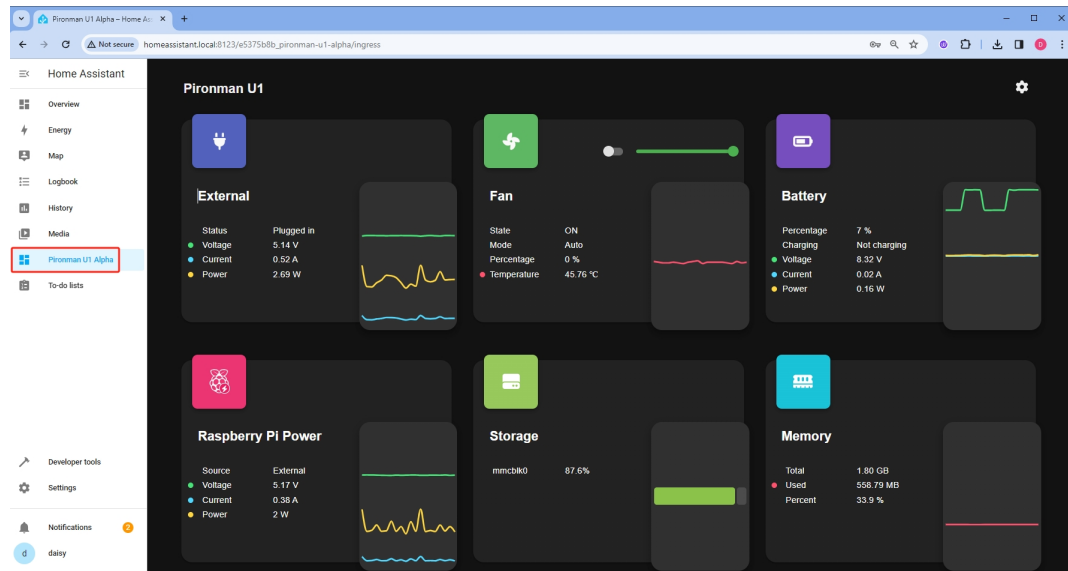 Pironman U1 Alpha – Home As
Not secure homeassistant.local:8123/e5375b8b_pironman-u1-alpha/ingress
D
Home Assistant
Overview
Energy
Map
Logbook
History
Media
Pironman U1 Alpha
To-do lists
Developer tools
Settings
Notifications 2
d daisy
Pironman U1
External
Status Plugged in
Voltage 5.14 V
Current 0.52 A
Power 2.69 W
Fan
State ON
Mode Auto
Percentage 0 %
Temperature 45.76 °C
Battery
Percentage 7 %
Charging Not charging
Voltage 8.32 V
Current 0.02 A
Power 0.16 W
Raspberry Pi Power
Source External
Voltage 5.17 V
Current 0.38 A
Power 2 W
Storage
mmcblk0 87.6%
Memory
Total 1.80 GB
Used 558.79 MB
Percent 33.9 %